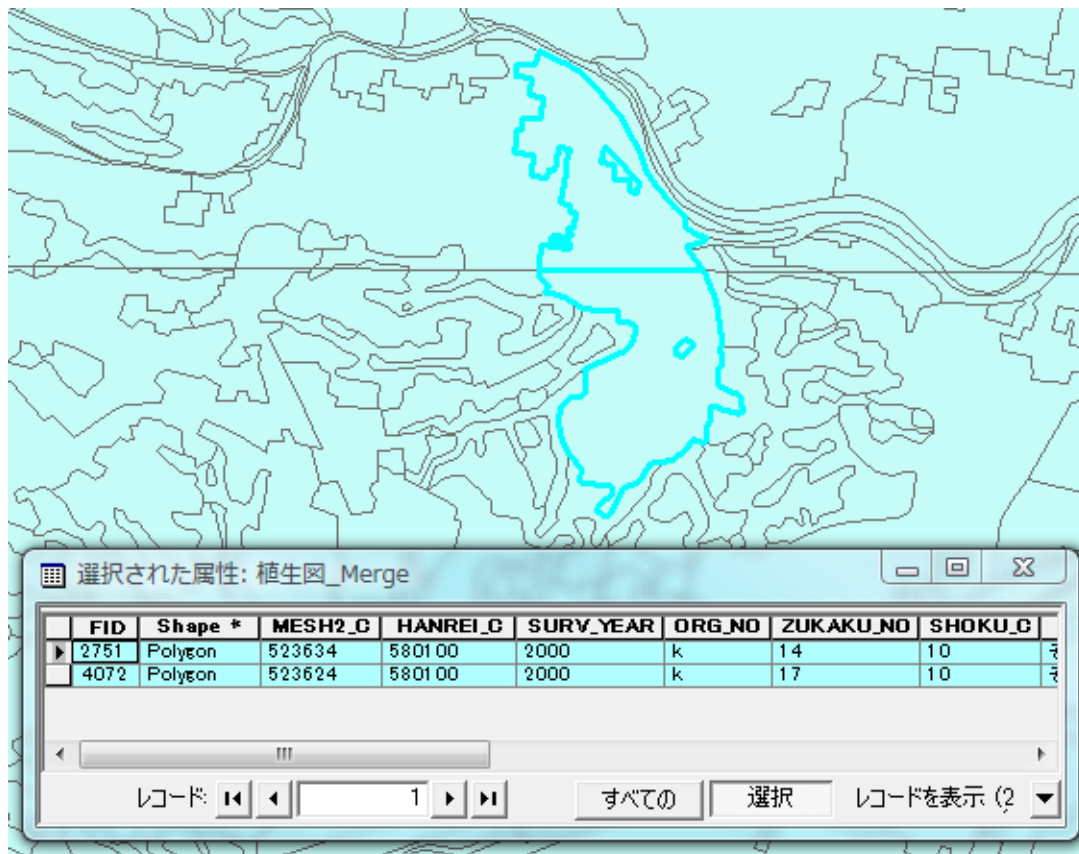 選択された属性: 植生図_Merge
FID Shape * MESH2_C HANREI_C SURV_YEAR ORG_NO ZUKAKU_NO SHOKU_C
2751 Polygon 523634 580100 2000 k 14 10
4072 Polygon 523624 580100 2000 k 17 10
レコード: 1 すべての 選択 レコードを表示 (2